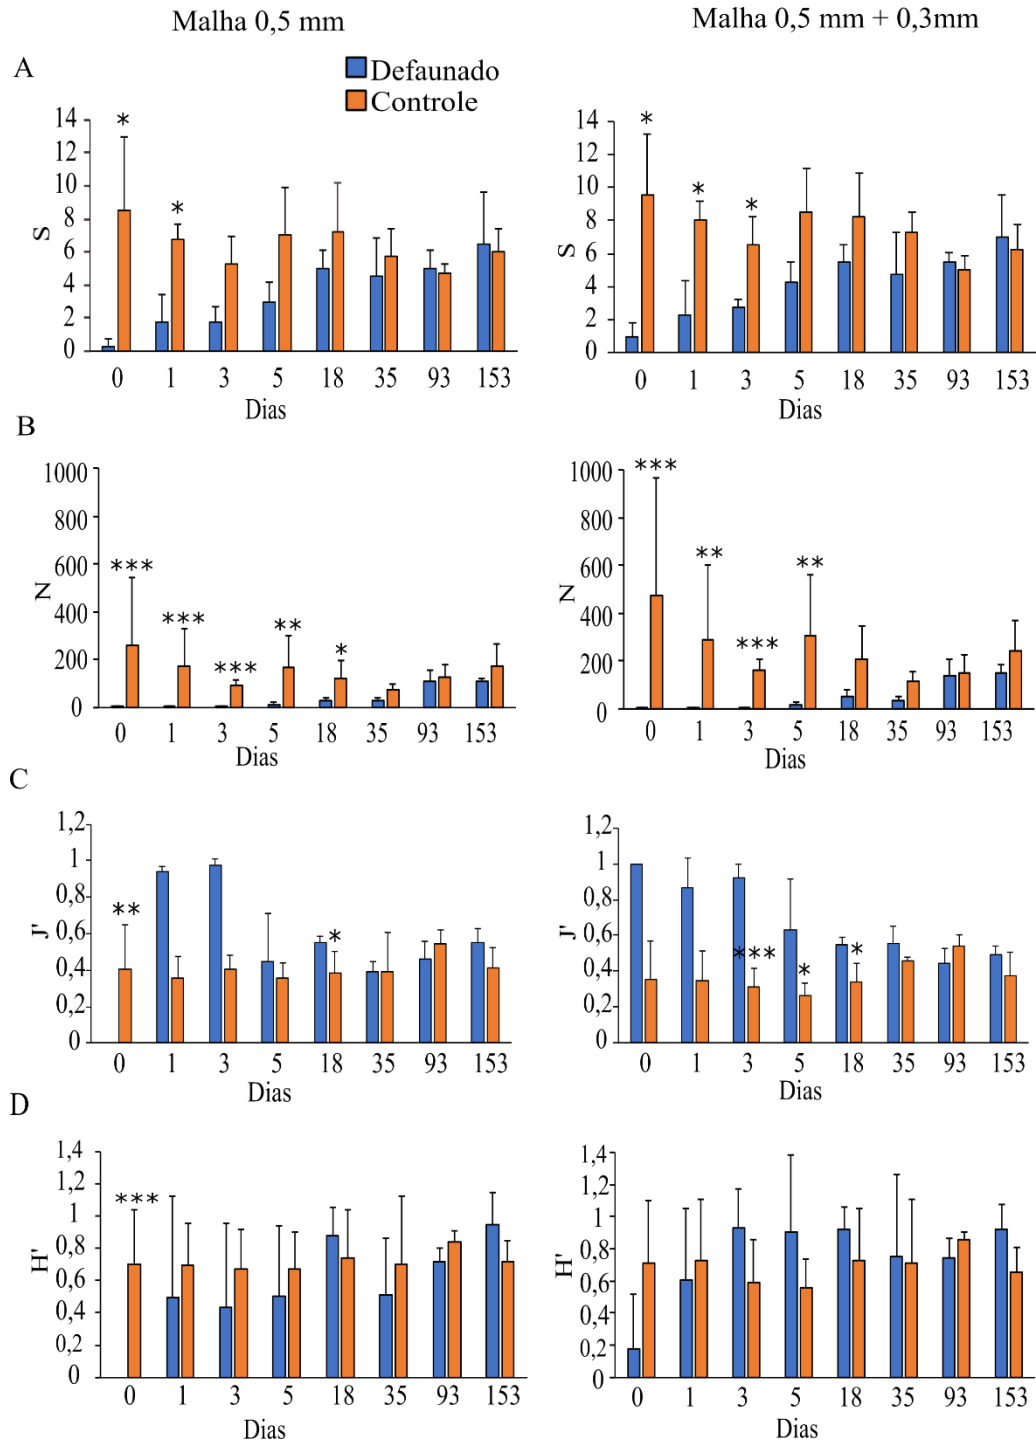 Malha 0,5 mm
Malha 0,5 mm + 0,3mm
A
Defaunado
Controle
S
14
12
10
8
6
4
2
0
*
*
0 1 3 5 18 35 93 153
Dias
S
14
12
10
8
6
4
2
0
*
*
*
0 1 3 5 18 35 93 153
Dias
B
N
1000
800
600
400
200
0
***
***
***
**
*
0 1 3 5 18 35 93 153
Dias
N
1000
800
600
400
200
0
***
**
***
**
0 1 3 5 18 35 93 153
Dias
C
J'
1,2
1
0,8
0,6
0,4
0,2
0
**
*
0 1 3 5 18 35 93 153
Dias
J'
1,2
1
0,8
0,6
0,4
0,2
0
***
*
*
0 1 3 5 18 35 93 153
Dias
D
H'
1,4
1,2
1
0,8
0,6
0,4
0,2
0
***
0 1 3 5 18 35 93 153
Dias
H'
1,4
1,2
1
0,8
0,6
0,4
0,2
0
0 1 3 5 18 35 93 153
Dias